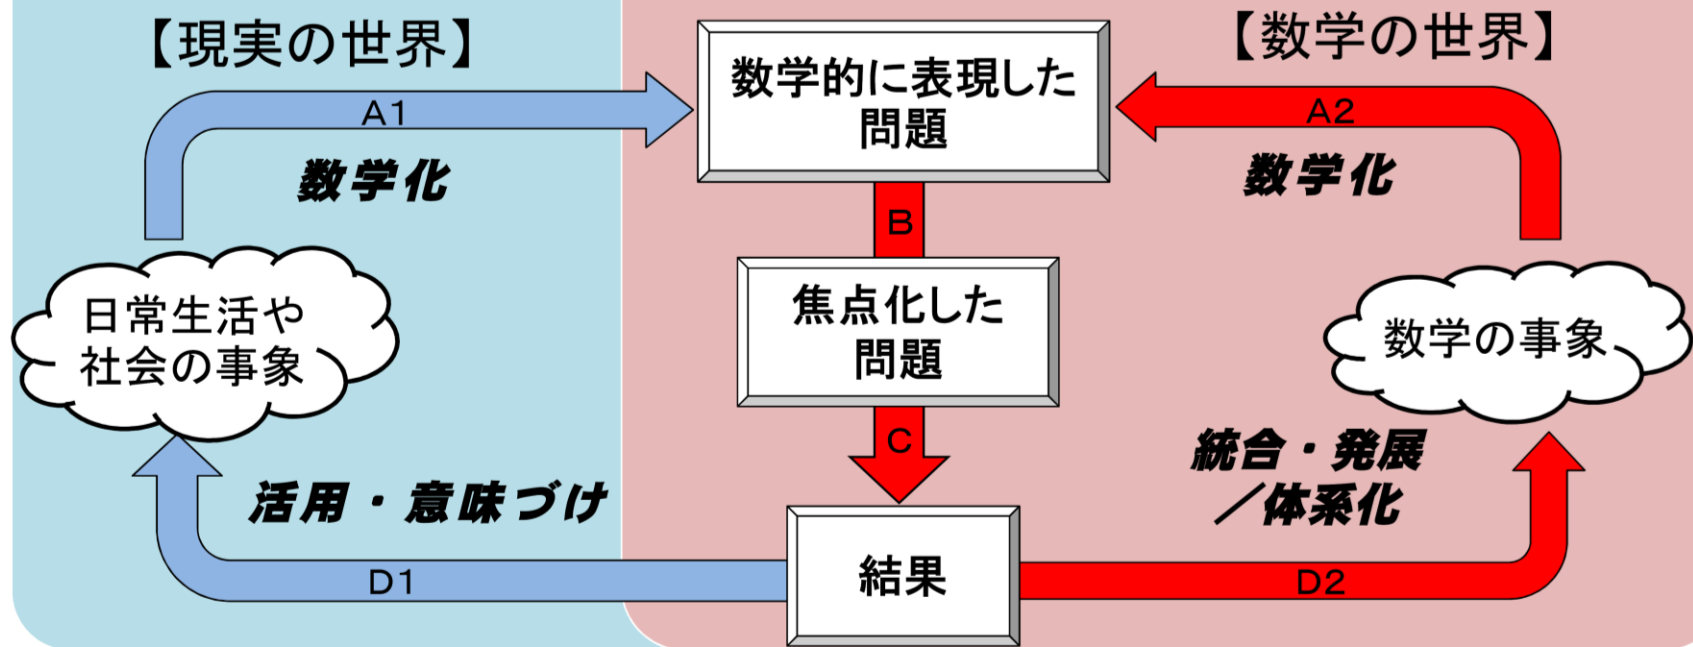 【現実の世界】
【数学の世界】
数学的に表現した
問題
A1
A2
数学化
数学化
B
日常生活や
社会の事象
焦点化した
問題
数学の事象
C
活用・意味づけ
統合・発展
／体系化
結果
D1
D2